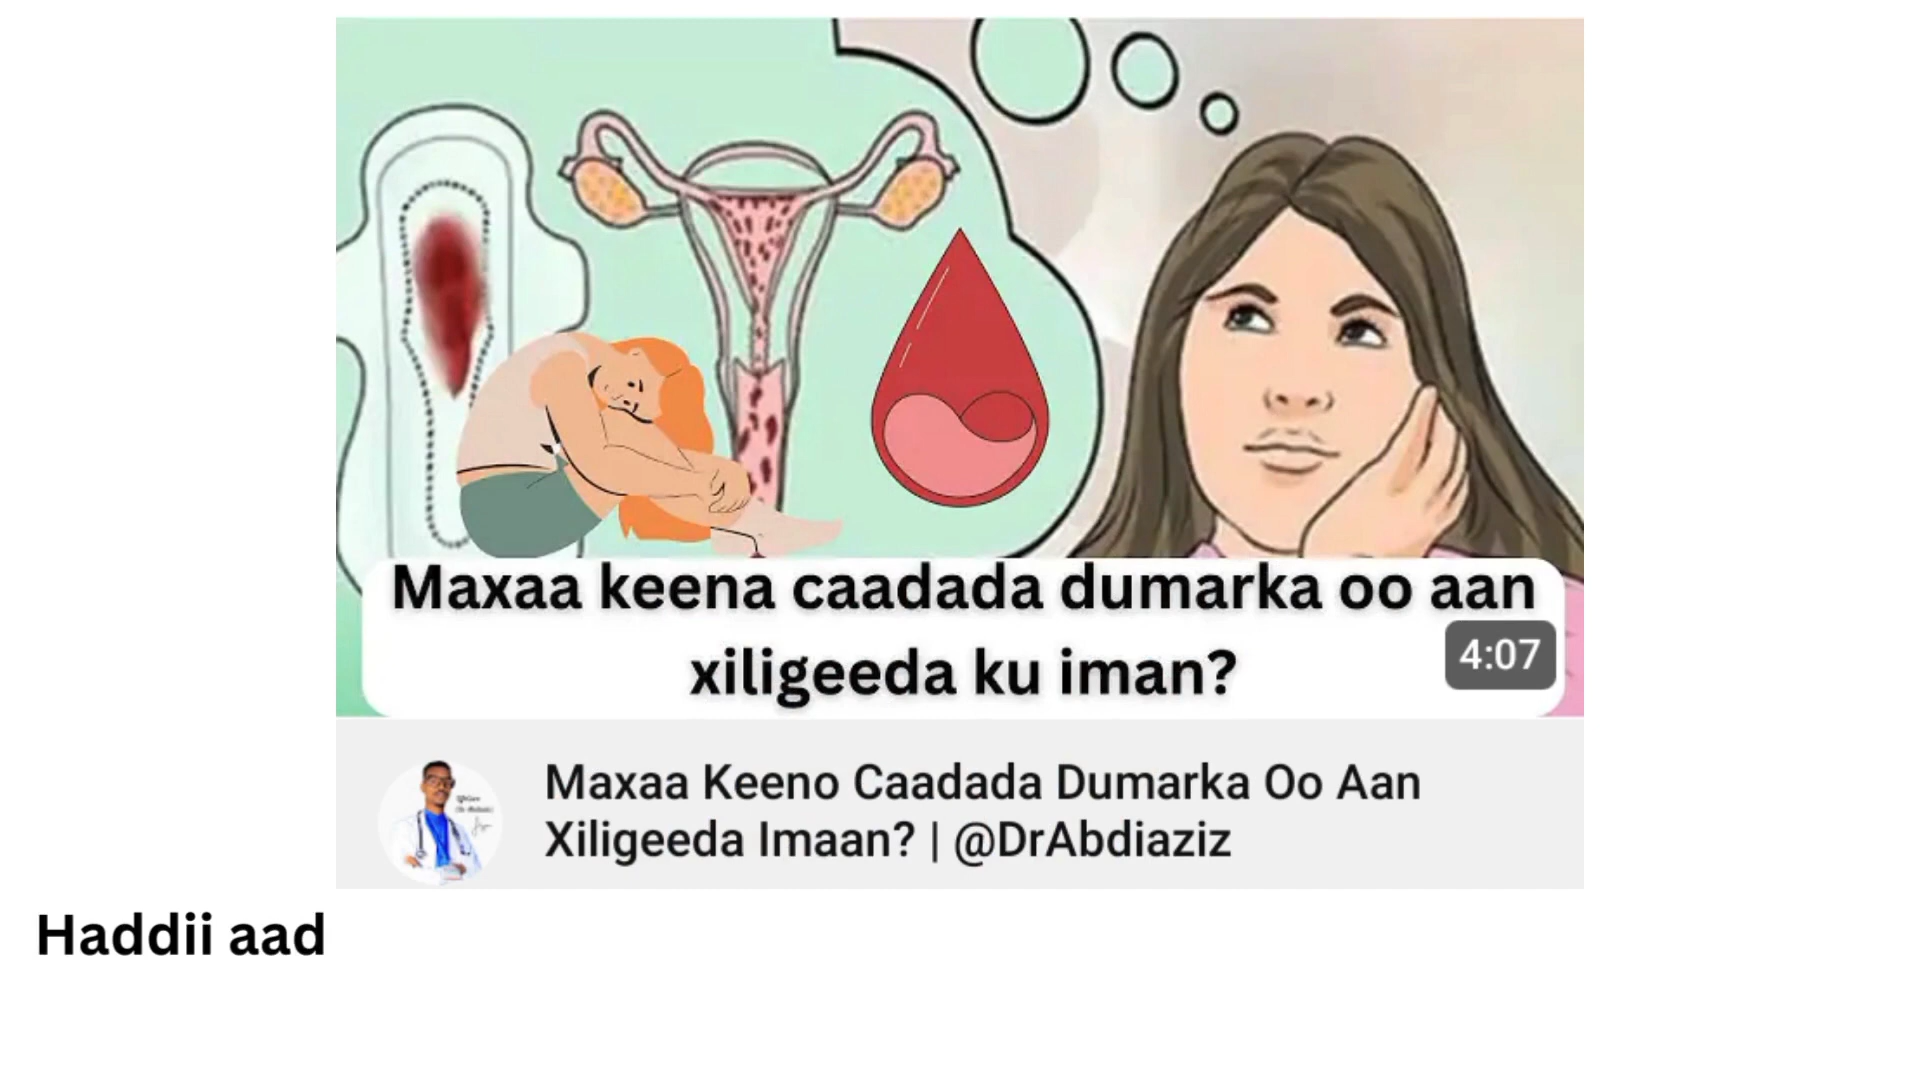 Maxaa keena caadada dumarka oo aan
xiligeeda ku iman?
4:07
Maxaa Keeno Caadada Dumarka Oo Aan
Xiligeeda Imaan? | @DrAbdiaziz
Haddii aad